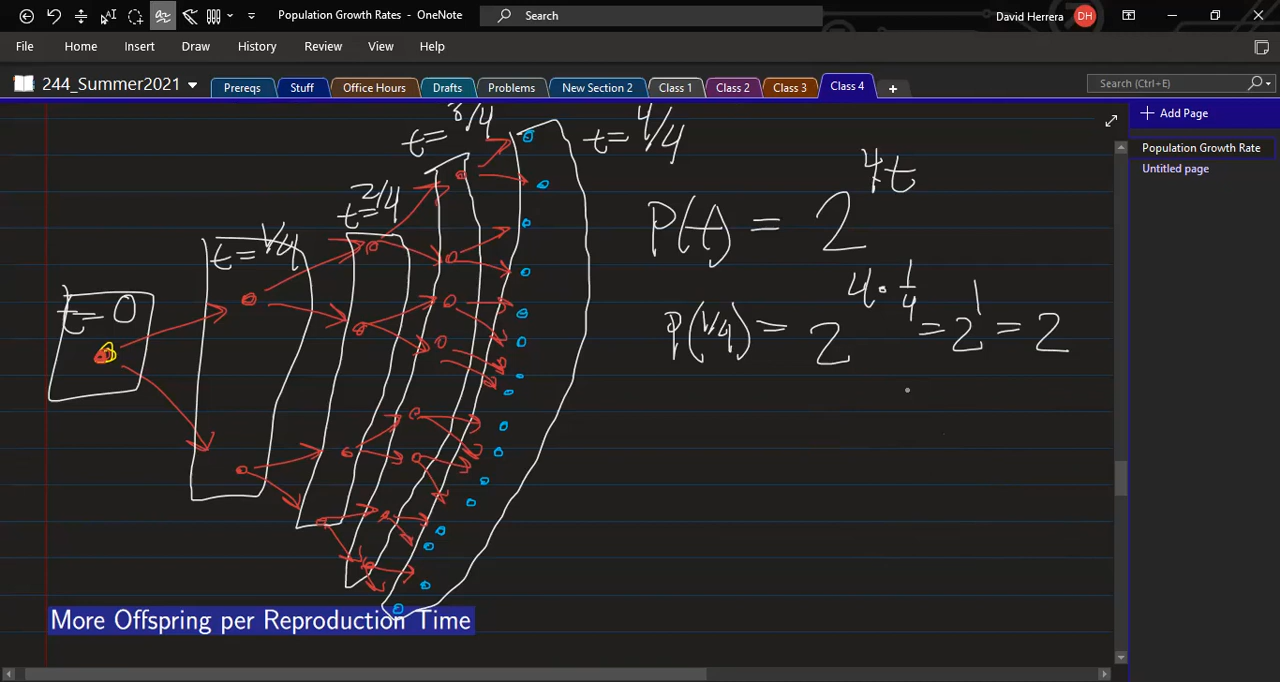 Population Growth Rates - OneNote
Search
David Herrera DH
File Home Insert Draw History Review View Help
244_Summer2021
Prereqs Stuff Office Hours Drafts Problems New Section 2 Class 1 Class 2 Class 3 Class 4 +
Search (Ctrl+E)
Add Page
Population Growth Rate
Untitled page
t=0
t=1/4
t=2/4
t=3/4
t=4/4
P(t) = 2^{4t}
P(1/4) = 2^{4·1/4} = 2^1 = 2
More Offspring per Reproduction Time